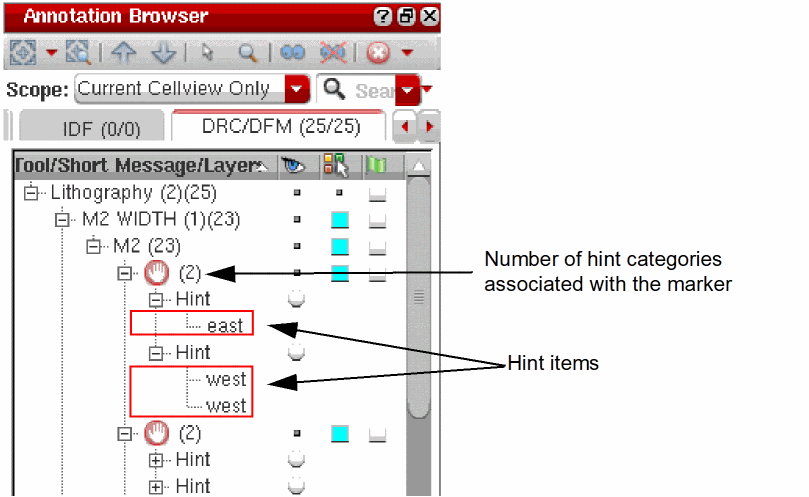 Annotation Browser
Scope: Current Cellview Only Sear
IDF (0/0) DRC/DFM (25/25)
Tool/Short Message/Layers
Lithography (2)(25)
M2 WIDTH (1)(23)
M2 (23)
(2)
Number of hint categories
associated with the marker
Hint
east
Hint
Hint items
west
west
(2)
Hint
Hint